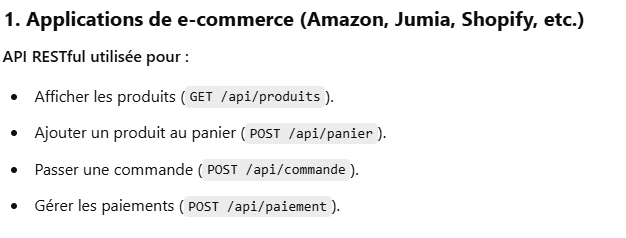 1. Applications de e-commerce (Amazon, Jumia, Shopify, etc.)
API RESTful utilisée pour :
• Afficher les produits ( GET /api/produits ).
• Ajouter un produit au panier ( POST /api/panier ).
• Passer une commande ( POST /api/commande ).
• Gérer les paiements ( POST /api/paiement ).